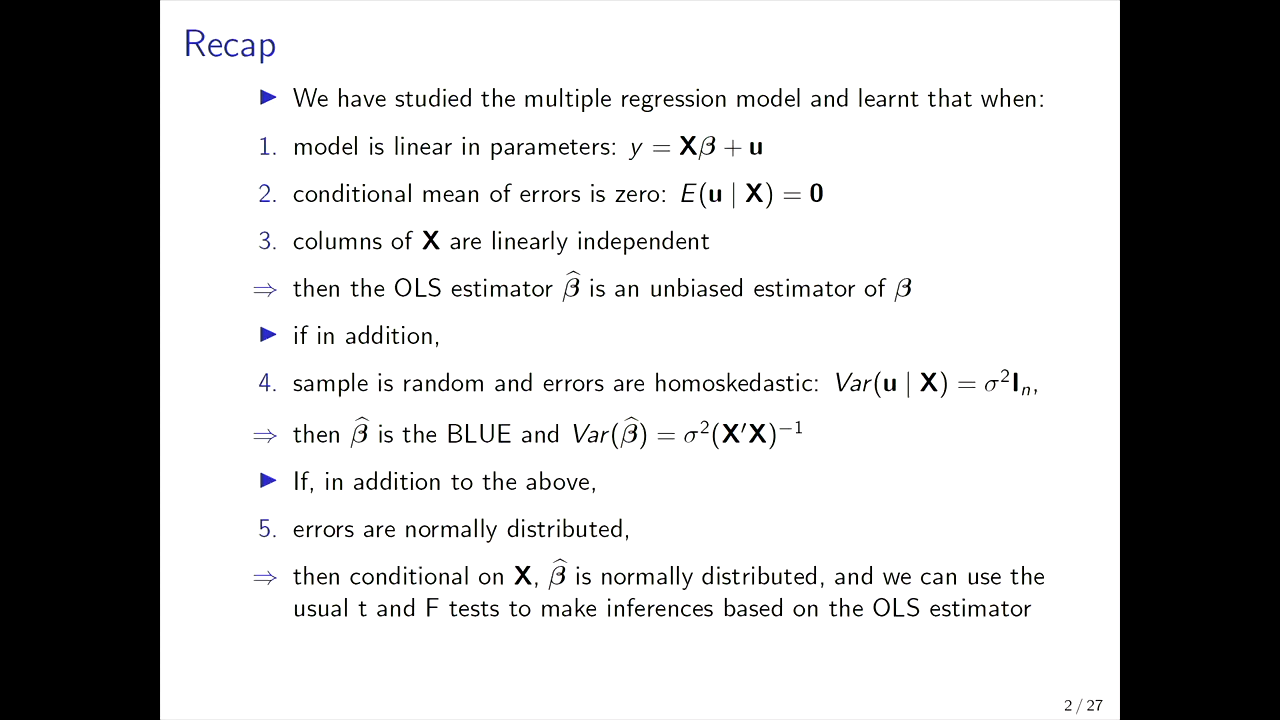 Recap
▶ We have studied the multiple regression model and learnt that when:
1. model is linear in parameters: y = Xβ + u
2. conditional mean of errors is zero: E(u | X) = 0
3. columns of X are linearly independent
⇒ then the OLS estimator β̂ is an unbiased estimator of β
▶ if in addition,
4. sample is random and errors are homoskedastic: Var(u | X) = σ²Iₙ,
⇒ then β̂ is the BLUE and Var(β̂) = σ²(X′X)⁻¹
▶ If, in addition to the above,
5. errors are normally distributed,
⇒ then conditional on X, β̂ is normally distributed, and we can use the
usual t and F tests to make inferences based on the OLS estimator
2 / 27